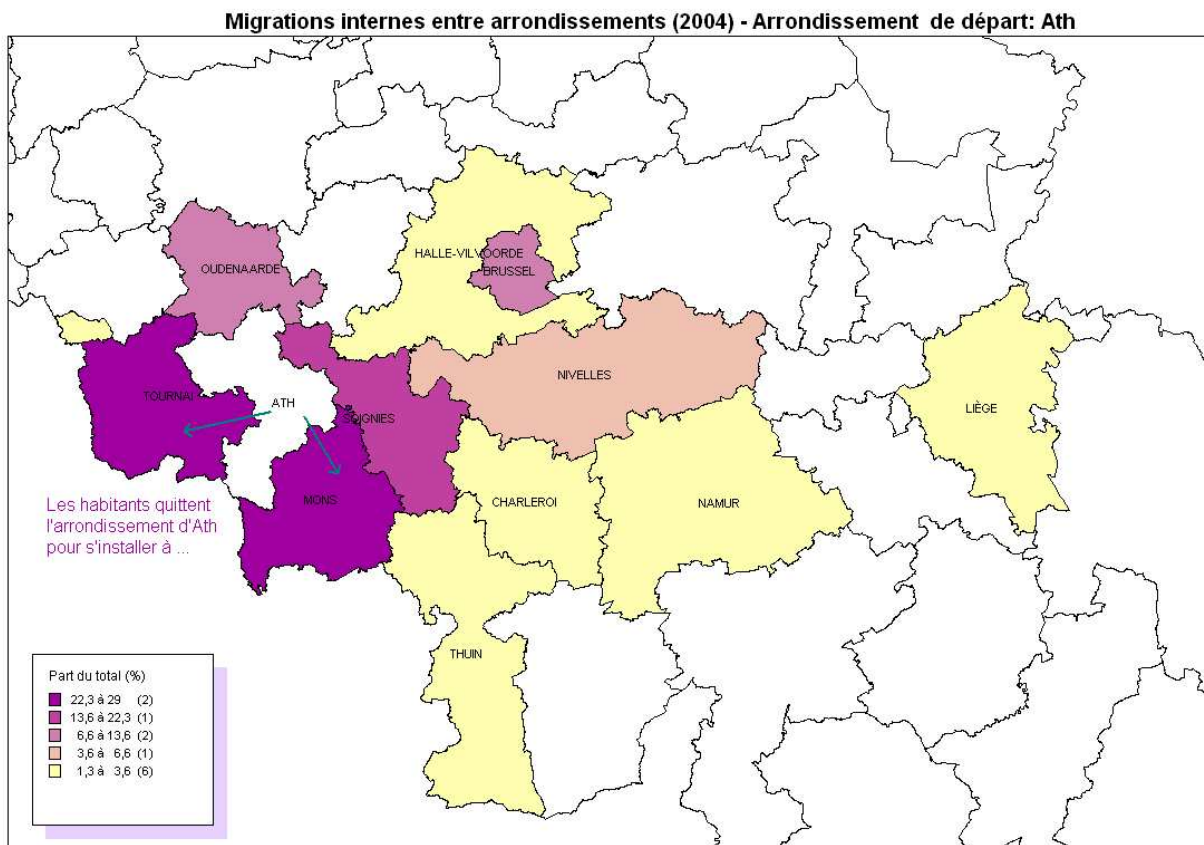 Migrations internes entre arrondissements (2004) - Arrondissement de départ: Ath
HALLE-VILVOORDE
OUDENAARDE
BRUSSEL
NIVELLES
TOURNAI
ATH
SOIGNIES
LIÈGE
MONS
CHARLEROI
NAMUR
Les habitants quittent
l'arrondissement d'Ath
pour s'installer à ...
THUIN
Part du total (%)
22,3 à 29 (2)
13,6 à 22,3 (1)
6,6 à 13,6 (2)
3,6 à 6,6 (1)
1,3 à 3,6 (6)